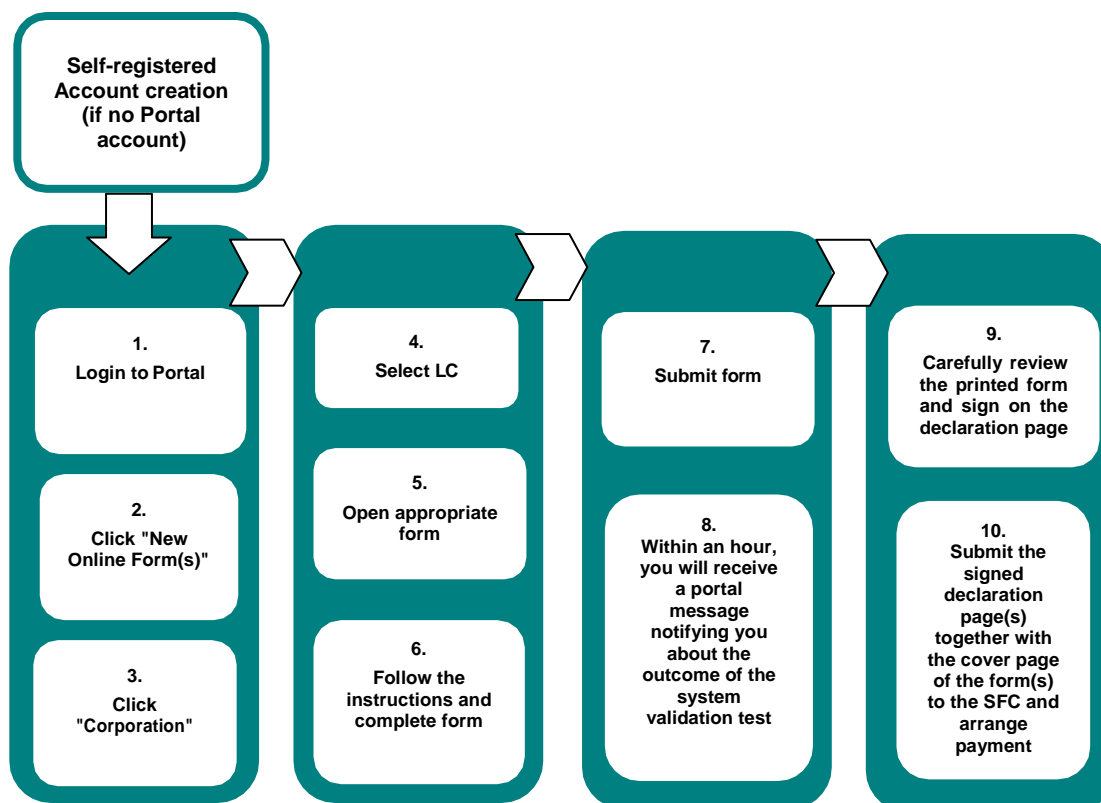 Self-registered
Account creation
(if no Portal
account)
1.
Login to Portal
2.
Click "New
Online Form(s)"
3.
Click
"Corporation"
4.
Select LC
5.
Open appropriate
form
6.
Follow the
instructions and
complete form
7.
Submit form
8.
Within an hour,
you will receive
a portal
message
notifying you
about the
outcome of the
system
validation test
9.
Carefully review
the printed form
and sign on the
declaration page
10.
Submit the
signed
declaration
page(s)
together with
the cover page
of the form(s)
to the SFC and
arrange
payment